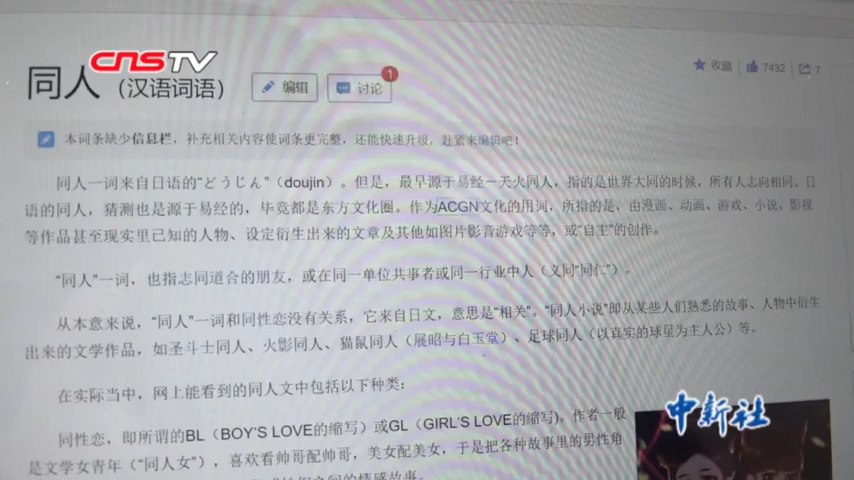 CNSTV
同人（汉语词语）
编辑
讨论
1
收藏
7432
7
本词条缺少信息栏，补充相关内容使词条更完整，还能快速升级，赶紧来编辑吧！
同人一词来自日语的“どうじん”（doujin）。但是，最早源于易经－天火同人，指的是世界大同的时候，所有人志向相同。日
语的同人，猜测也是源于易经的，毕竟都是东方文化圈。作为ACGN文化的用词，所指的是，由漫画、动画、游戏、小说、影视
等作品甚至现实里已知的人物、设定衍生出来的文章及其他如图片影音游戏等等，或“自主”的创作。
“同人”一词，也指志同道合的朋友，或在同一单位共事者或同一行业中人（义同“同仁”）。
从本意来说，“同人”一词和同性恋没有关系，它来自日文，意思是“相关”。“同人小说”即从某些人们熟悉的故事、人物中衍生
出来的文学作品，如圣斗士同人、火影同人、猫鼠同人（展昭与白玉堂）、足球同人（以真实的球星为主人公）等。
在实际当中，网上能看到的同人文中包括以下种类：
同性恋，即所谓的BL（BOY'S LOVE的缩写）或GL（GIRL'S LOVE的缩写）。作者一般
是文学女青年（“同人女”），喜欢看帅哥配帅哥，美女配美女，于是把各种故事里的男性角
之间的情感故事。
中新社